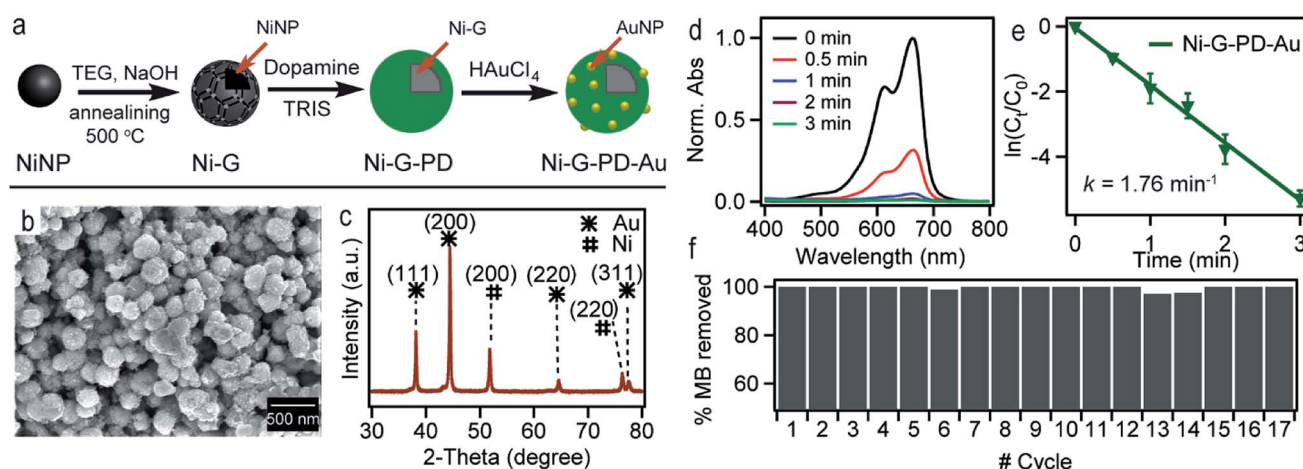 a
NiNP
Ni-G
AuNP
TEG, NaOH
annealining
500 °C
Dopamine
TRIS
HAuCl4
NiNP
Ni-G
Ni-G-PD
Ni-G-PD-Au
b
500 nm
c
Intensity (a.u.)
(200)
Au
Ni
(111)
(200)
(220)
(311)
(220)
30 40 50 60 70 80
2-Theta (degree)
d
Norm. Abs
1.0
0.5
0.0
0 min
0.5 min
1 min
2 min
3 min
400 500 600 700 800
Wavelength (nm)
e
ln(Ct/C0)
0
-2
-4
Ni-G-PD-Au
k = 1.76 min-1
0 1 2 3
Time (min)
f
% MB removed
100
80
60
1 2 3 4 5 6 7 8 9 10 11 12 13 14 15 16 17
# Cycle